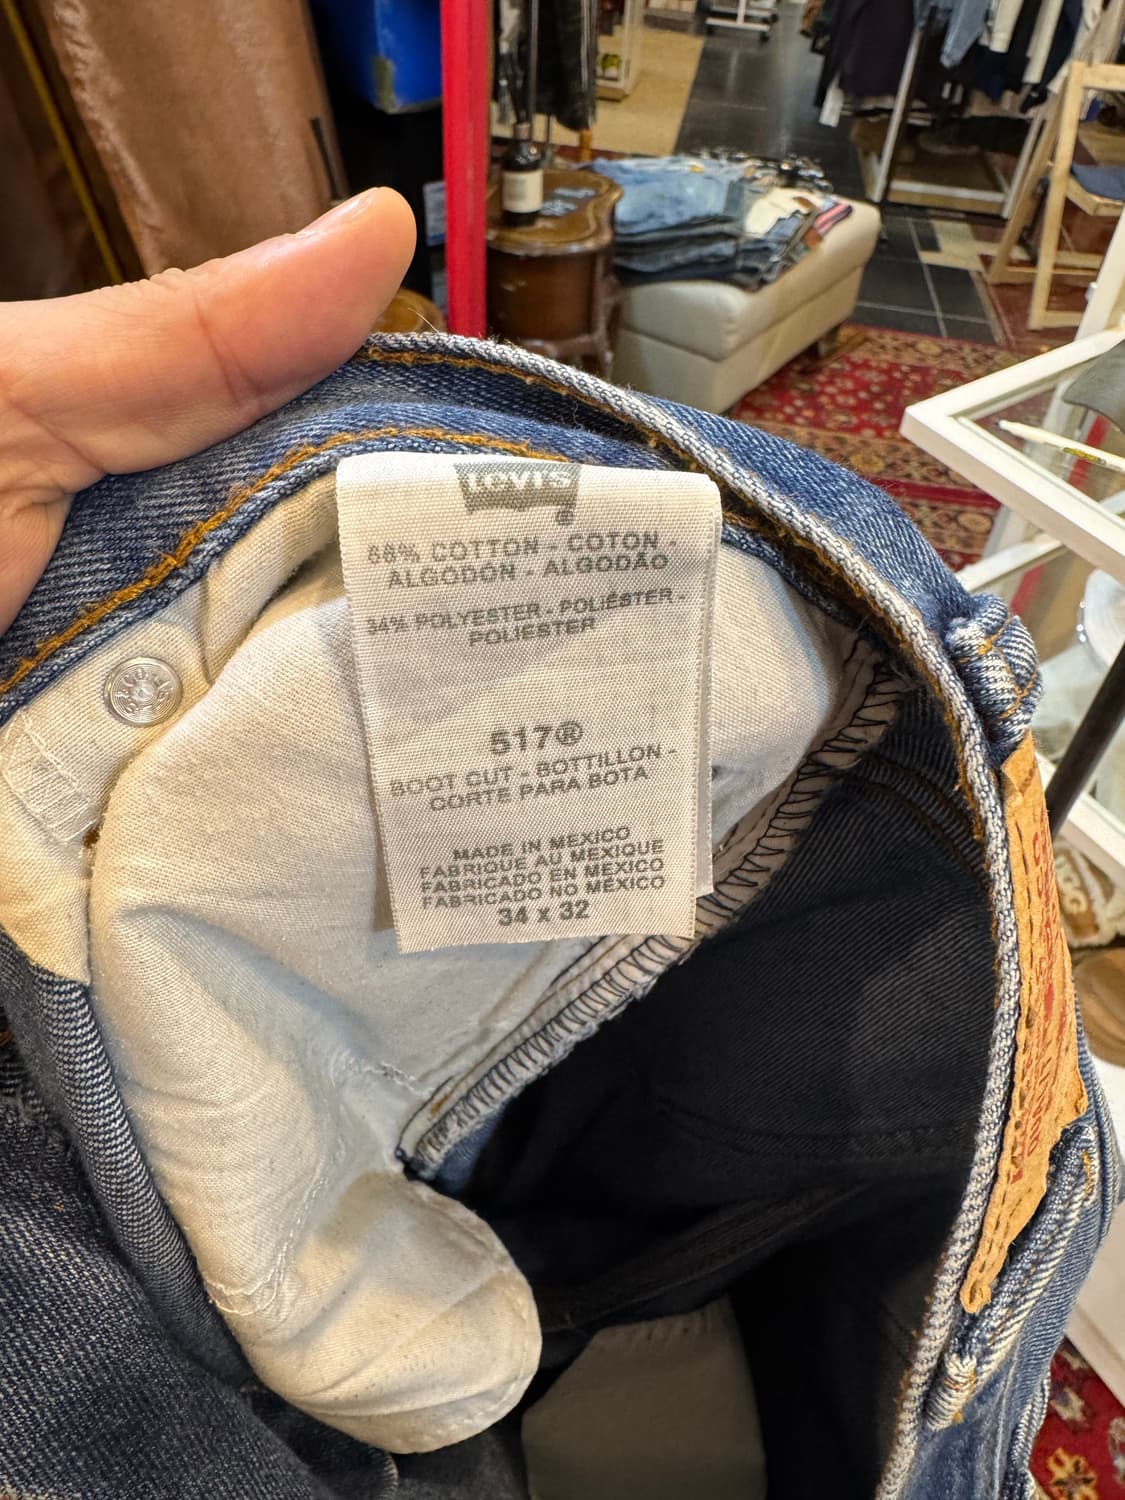 Levi's
®
66% COTTON - COTON -
ALGODÓN - ALGODÃO
34% POLYESTER - POLIÉSTER -
POLIESTER
517®
BOOT CUT - BOTTILLON -
CORTE PARA BOTA
MADE IN MEXICO
FABRIQUE AU MEXIQUE
FABRICADO EN MEXICO
FABRICADO NO MÉXICO
34 x 32